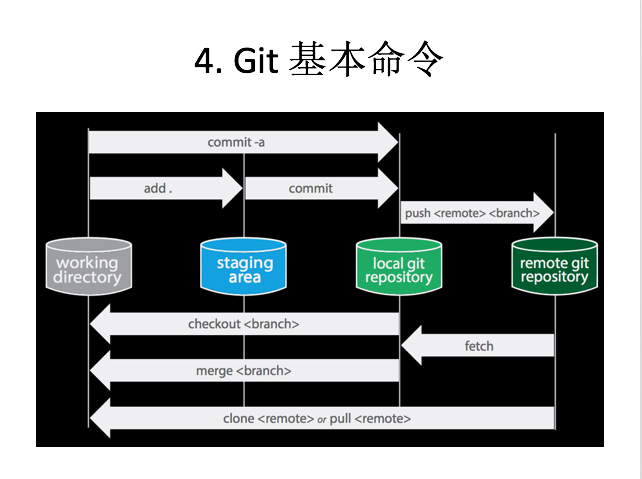 4. Git 基本命令
commit -a
add .
commit
push <remote> <branch>
working
directory
staging
area
local git
repository
remote git
repository
checkout <branch>
fetch
merge <branch>
clone <remote> or pull <remote>